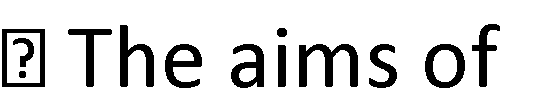 ⍰ The aims of